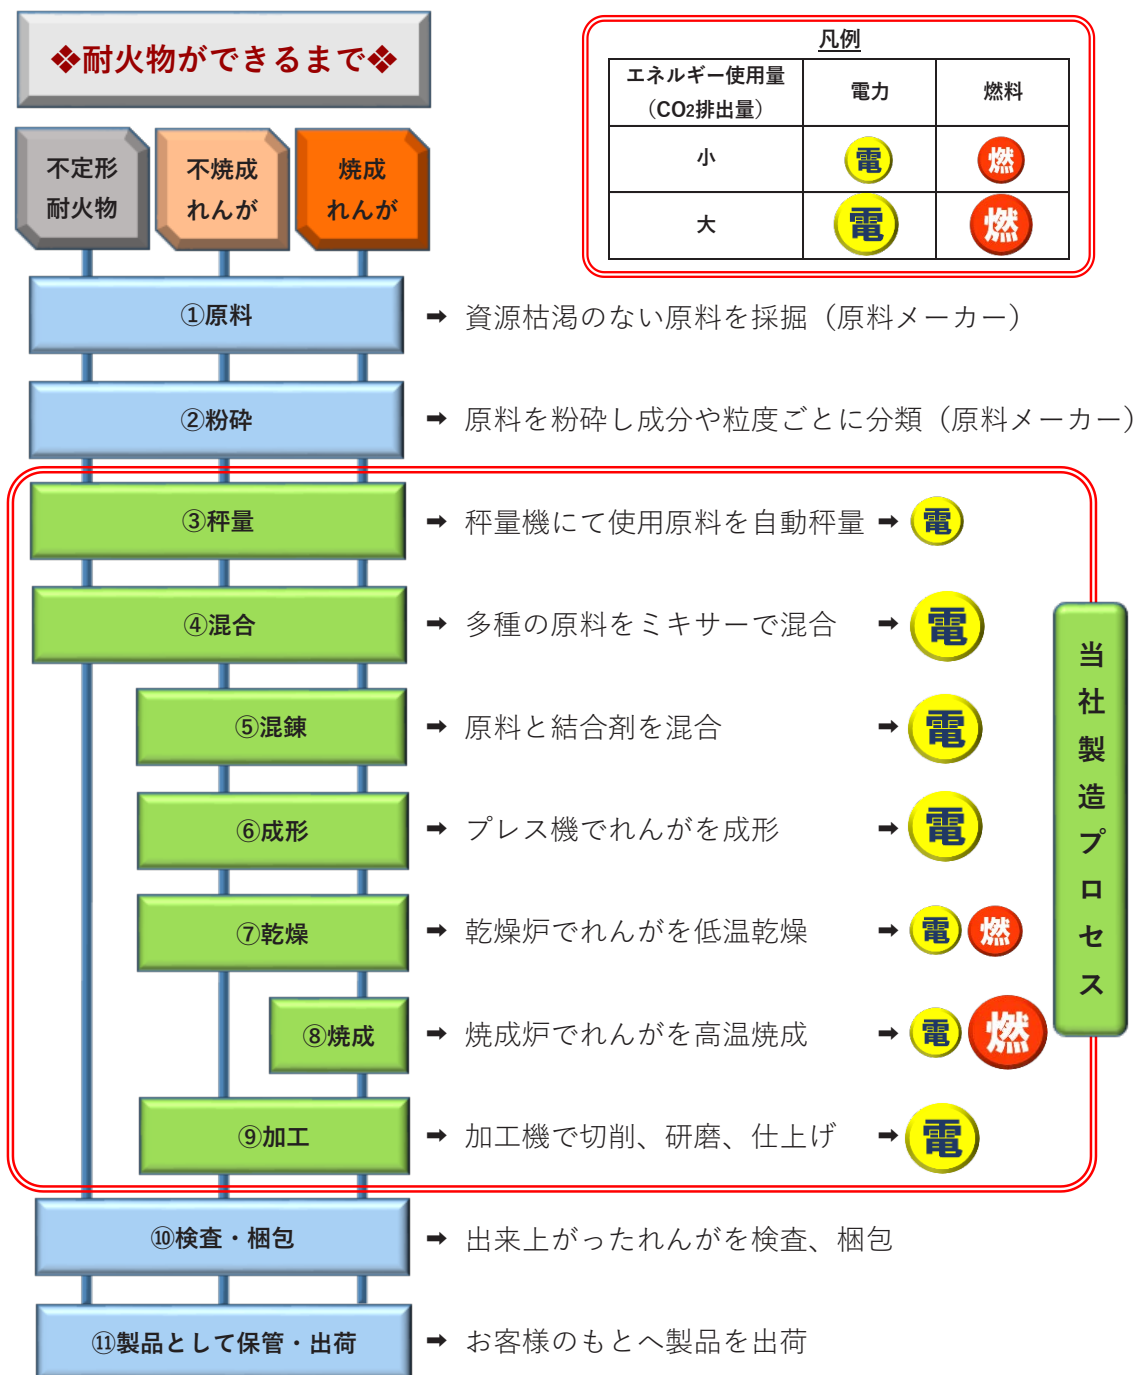 ❖耐火物ができるまで❖
凡例
エネルギー使用量
（CO2排出量）
電力
燃料
小
電
燃
大
電
燃
不定形
耐火物
不焼成
れんが
焼成
れんが
①原料
➡ 資源枯渇のない原料を採掘（原料メーカー）
②粉砕
➡ 原料を粉砕し成分や粒度ごとに分類（原料メーカー）
③秤量
➡ 秤量機にて使用原料を自動秤量 ➡ 電
④混合
➡ 多種の原料をミキサーで混合 ➡ 電
⑤混錬
➡ 原料と結合剤を混合 ➡ 電
⑥成形
➡ プレス機でれんがを成形 ➡ 電
⑦乾燥
➡ 乾燥炉でれんがを低温乾燥 ➡ 電 燃
⑧焼成
➡ 焼成炉でれんがを高温焼成 ➡ 電 燃
⑨加工
➡ 加工機で切削、研磨、仕上げ ➡ 電
当社製造プロセス
⑩検査・梱包
➡ 出来上がったれんがを検査、梱包
⑪製品として保管・出荷
➡ お客様のもとへ製品を出荷